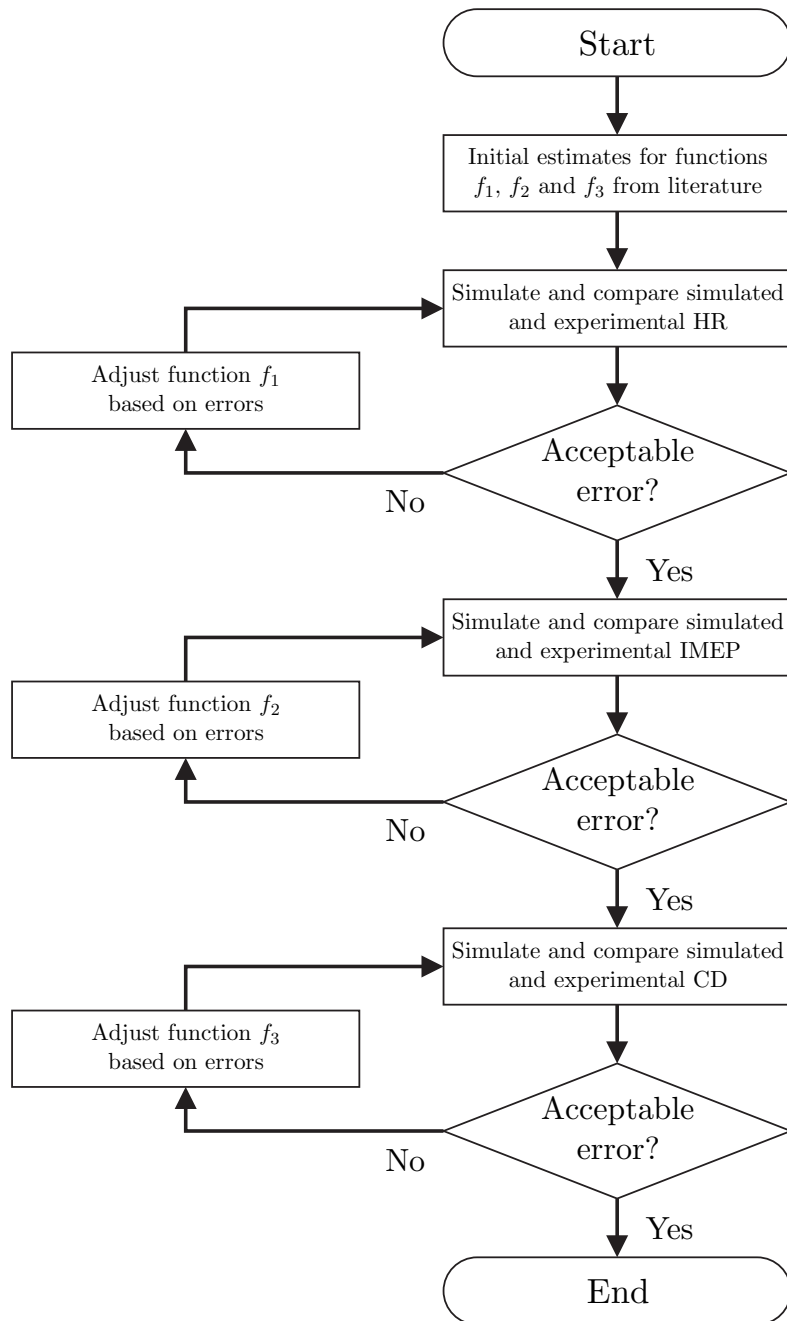 Start
Initial estimates for functions
f₁, f₂ and f₃ from literature
Simulate and compare simulated
and experimental HR
Adjust function f₁
based on errors
Acceptable
error?
No
Yes
Simulate and compare simulated
and experimental IMEP
Adjust function f₂
based on errors
Acceptable
error?
No
Yes
Simulate and compare simulated
and experimental CD
Adjust function f₃
based on errors
Acceptable
error?
No
Yes
End